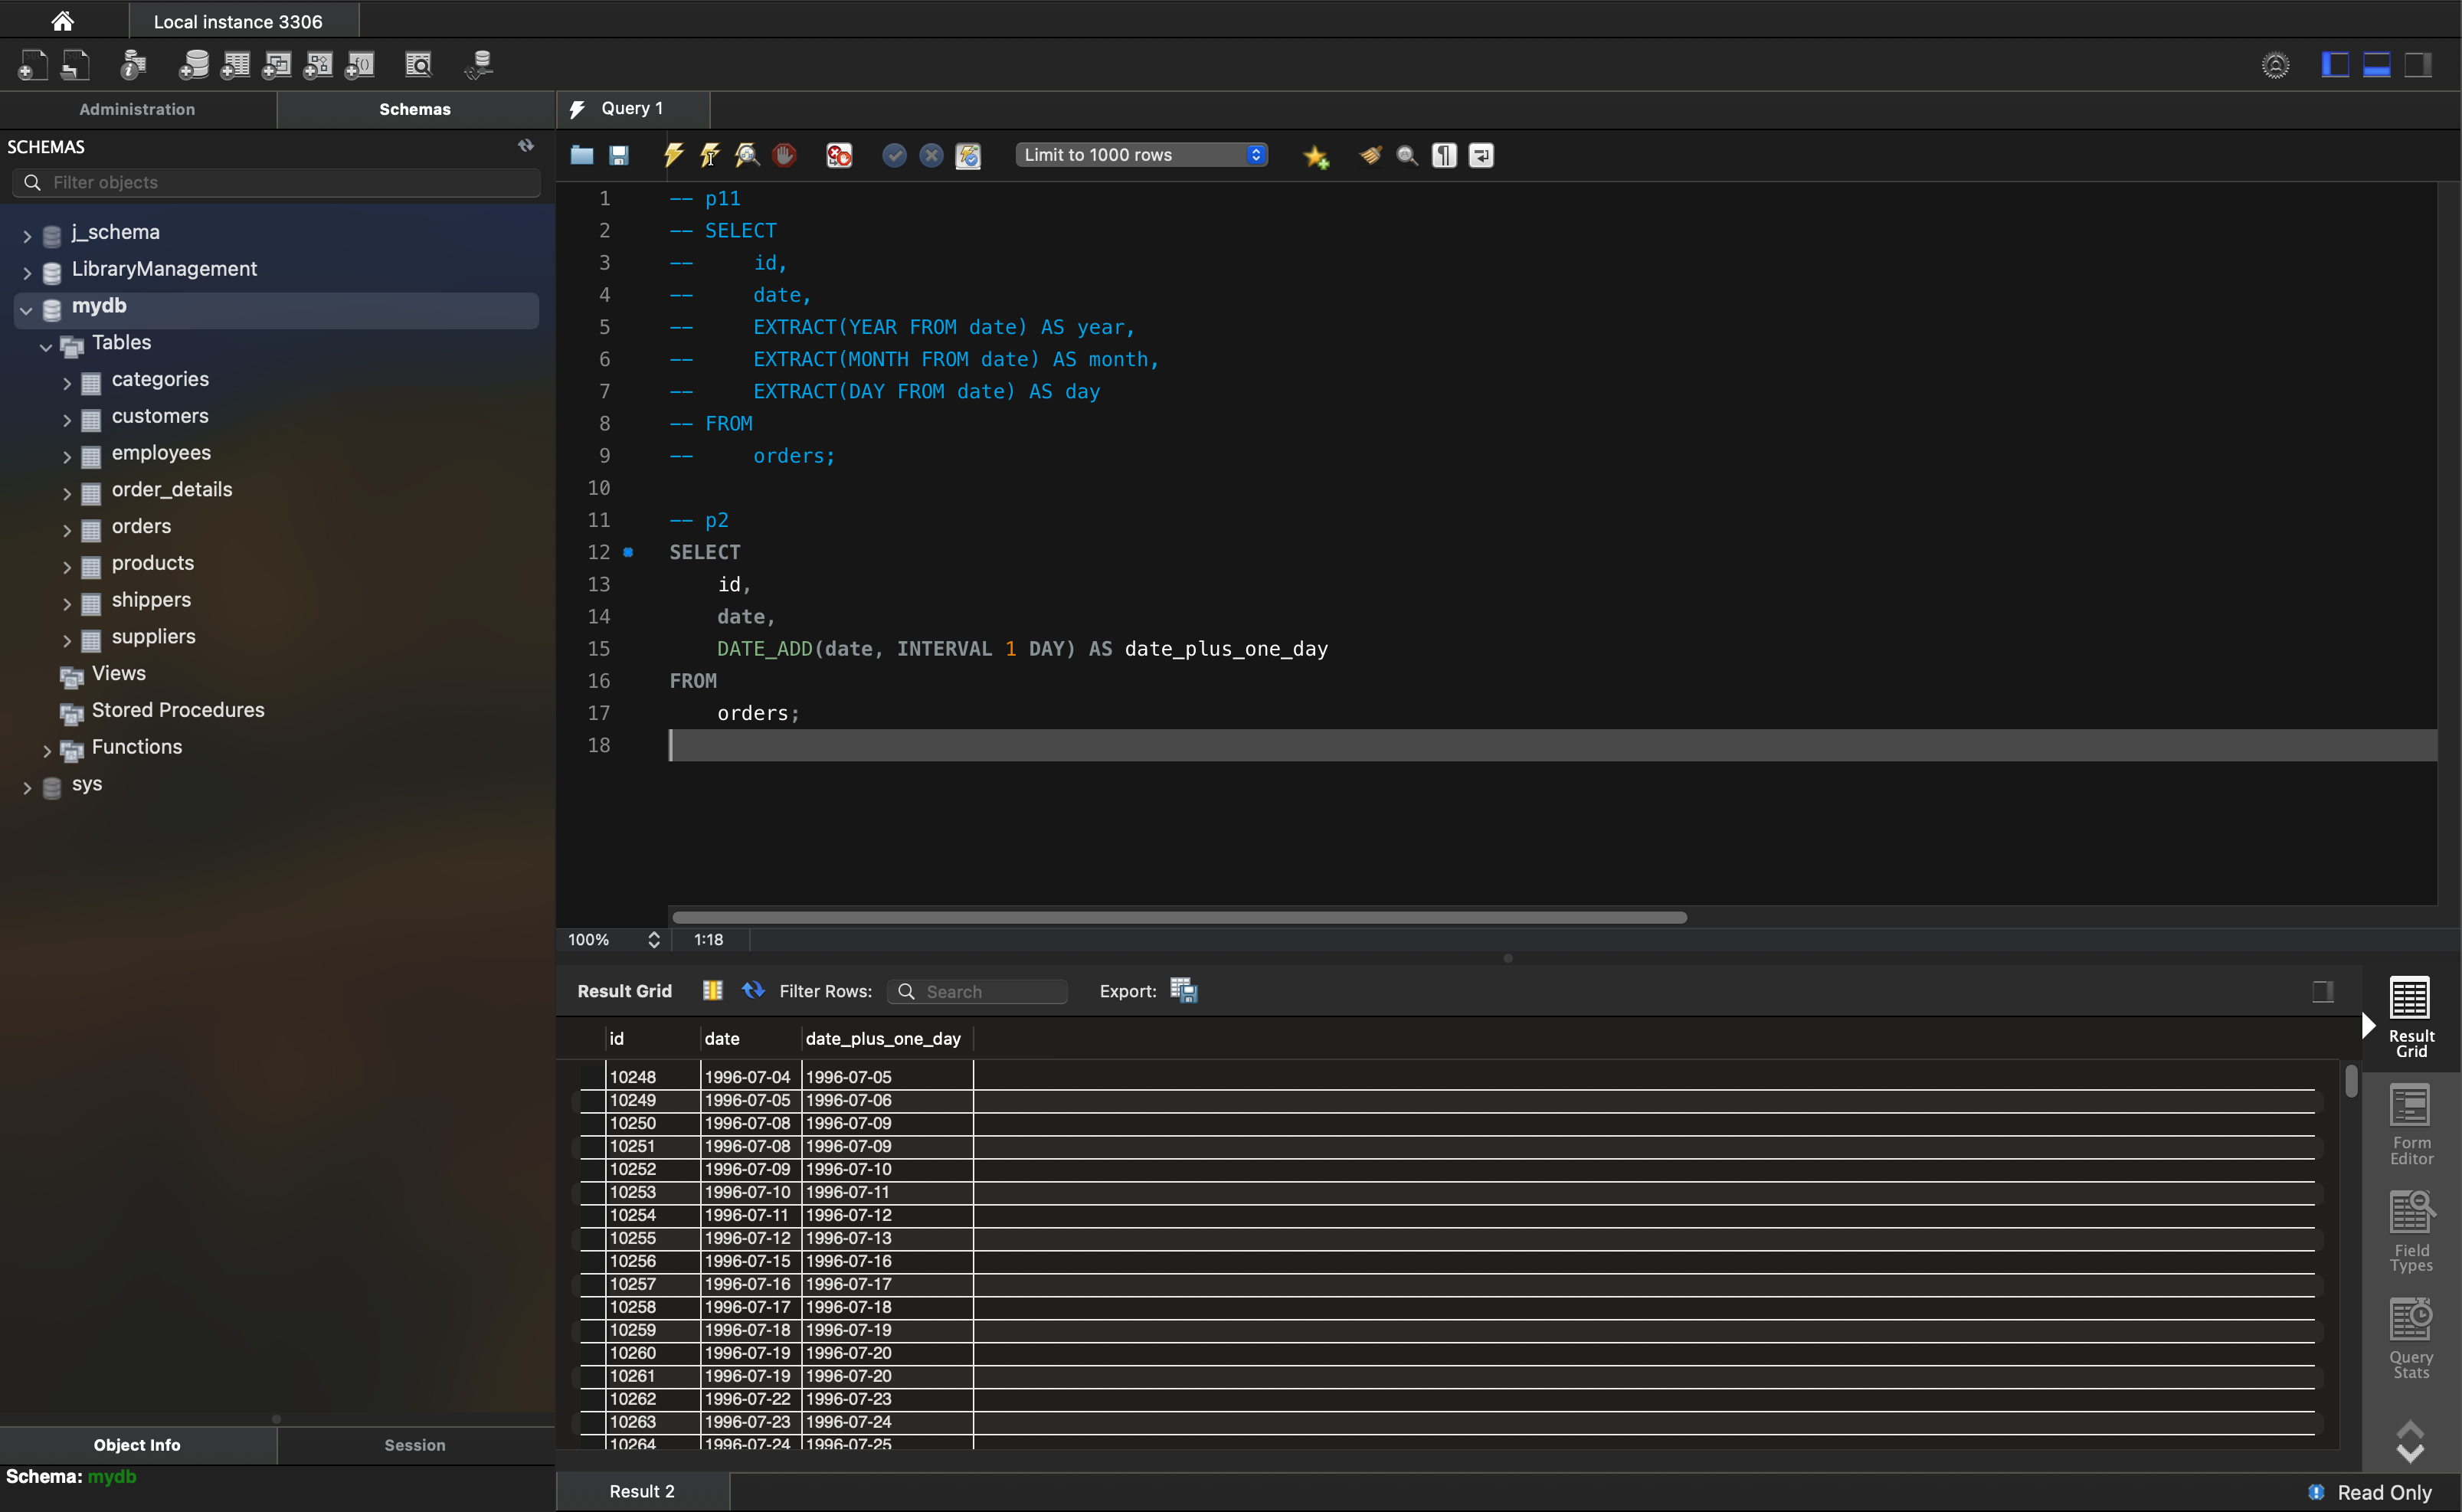 Local instance 3306
Administration
Schemas
Query 1
SCHEMAS
Filter objects
Limit to 1000 rows
j_schema
LibraryManagement
mydb
Tables
categories
customers
employees
order_details
orders
products
shippers
suppliers
Views
Stored Procedures
Functions
sys
1 -- p11
2 -- SELECT
3 --     id,
4 --     date,
5 --     EXTRACT(YEAR FROM date) AS year,
6 --     EXTRACT(MONTH FROM date) AS month,
7 --     EXTRACT(DAY FROM date) AS day
8 -- FROM
9 --     orders;
10
11 -- p2
12 SELECT
13     id,
14     date,
15     DATE_ADD(date, INTERVAL 1 DAY) AS date_plus_one_day
16 FROM
17     orders;
18
100% 1:18
Result Grid Filter Rows: Search Export:
id date date_plus_one_day
10248 1996-07-04 1996-07-05
10249 1996-07-05 1996-07-06
10250 1996-07-08 1996-07-09
10251 1996-07-08 1996-07-09
10252 1996-07-09 1996-07-10
10253 1996-07-10 1996-07-11
10254 1996-07-11 1996-07-12
10255 1996-07-12 1996-07-13
10256 1996-07-15 1996-07-16
10257 1996-07-16 1996-07-17
10258 1996-07-17 1996-07-18
10259 1996-07-18 1996-07-19
10260 1996-07-19 1996-07-20
10261 1996-07-19 1996-07-20
10262 1996-07-22 1996-07-23
10263 1996-07-23 1996-07-24
10264 1996-07-24 1996-07-25
Result
Grid
Form
Editor
Field
Types
Query
Stats
Object Info
Session
Schema: mydb
Result 2
Read Only